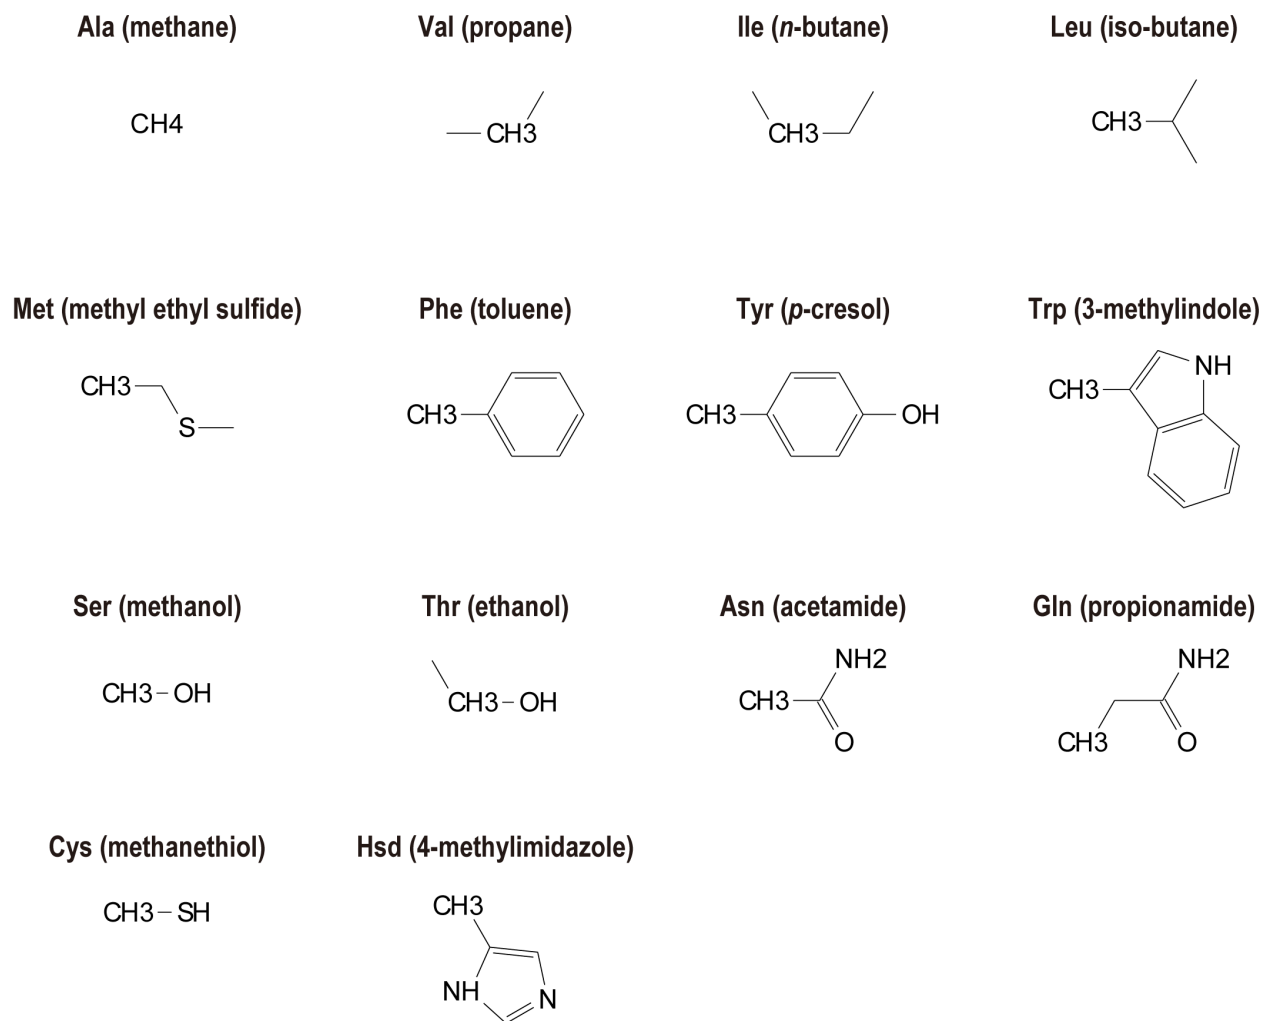 Ala (methane)
Val (propane)
Ile (n-butane)
Leu (iso-butane)
CH4
CH3
CH3
CH3
Met (methyl ethyl sulfide)
Phe (toluene)
Tyr (p-cresol)
Trp (3-methylindole)
CH3
S
CH3
CH3
OH
CH3
NH
Ser (methanol)
Thr (ethanol)
Asn (acetamide)
Gln (propionamide)
CH3
OH
CH3
OH
NH2
CH3
O
NH2
CH3
O
Cys (methanethiol)
Hsd (4-methylimidazole)
CH3
SH
CH3
NH
N